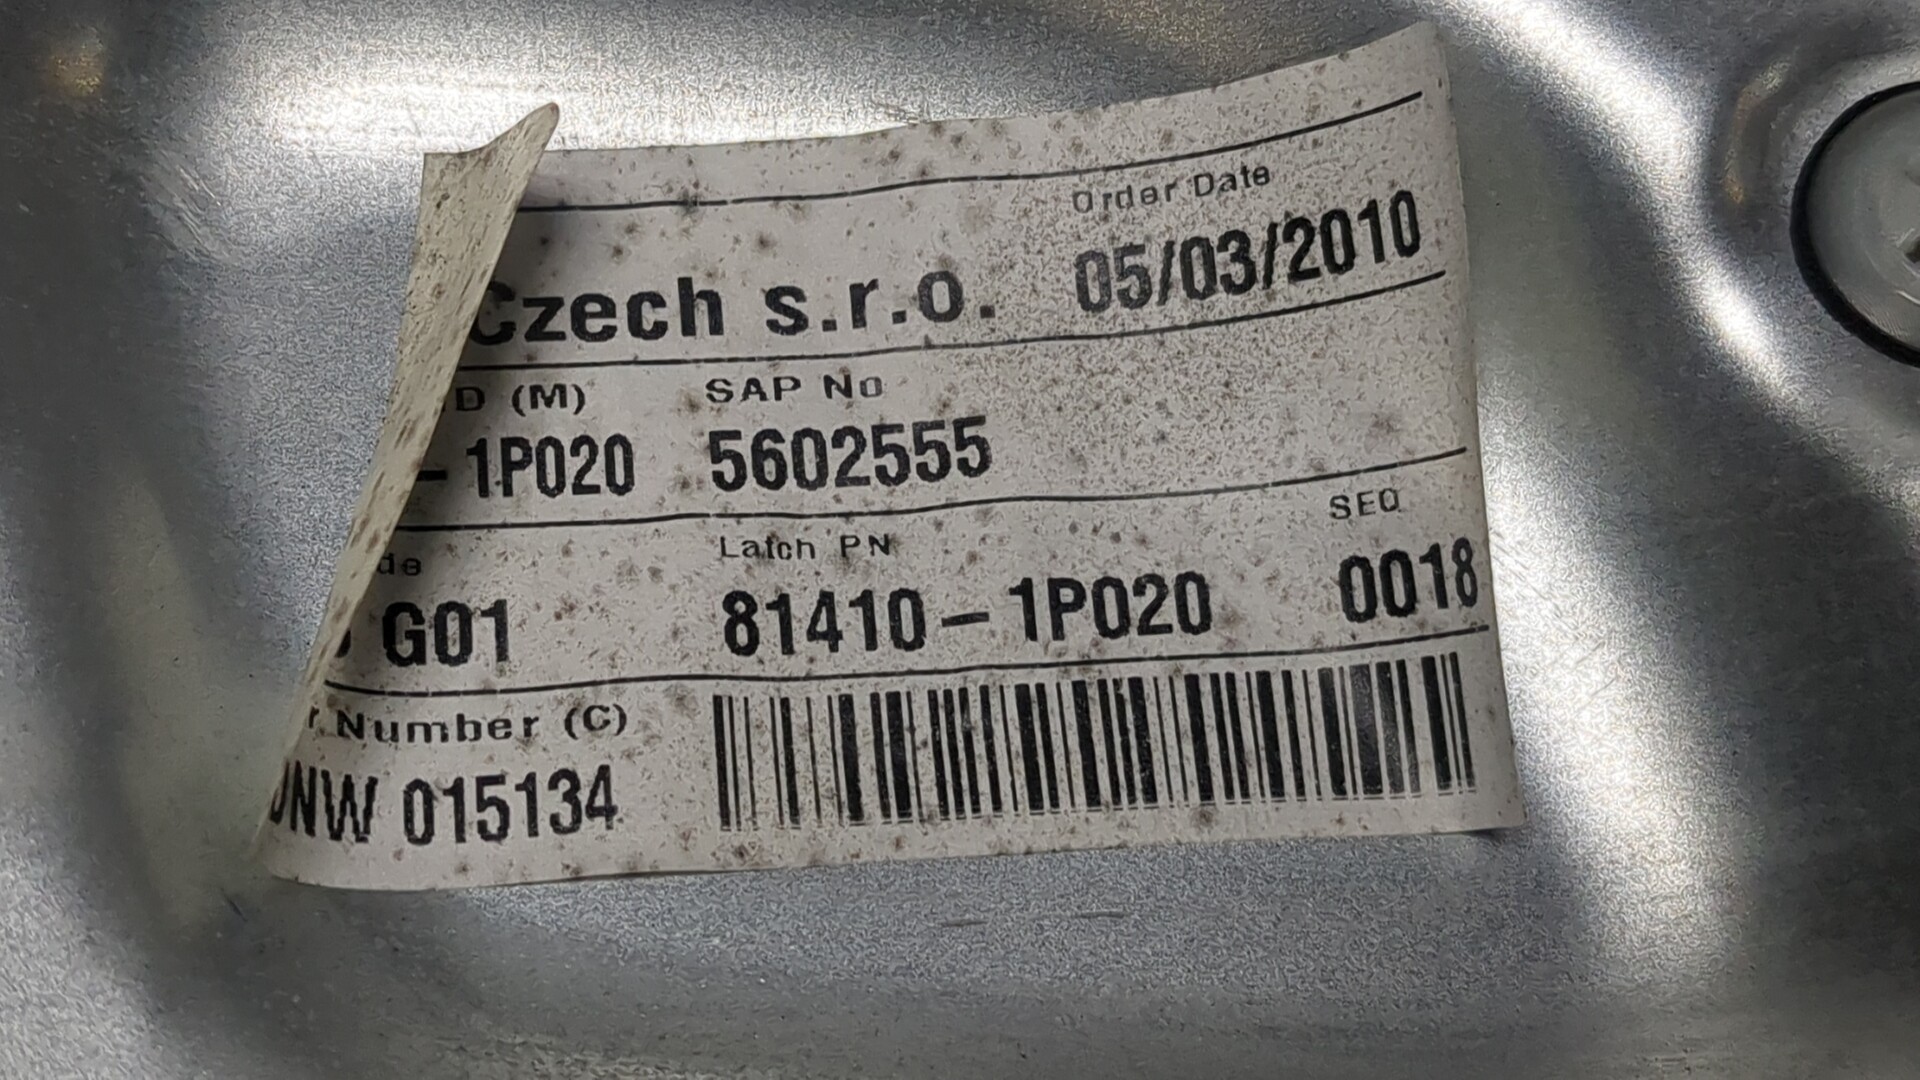 Order Date
Czech s.r.o. 05/03/2010
D (M) SAP No
- 1P020 5602555
de Latch PN SEQ
G01 81410-1P020 0018
r Number (C)
NW 015134